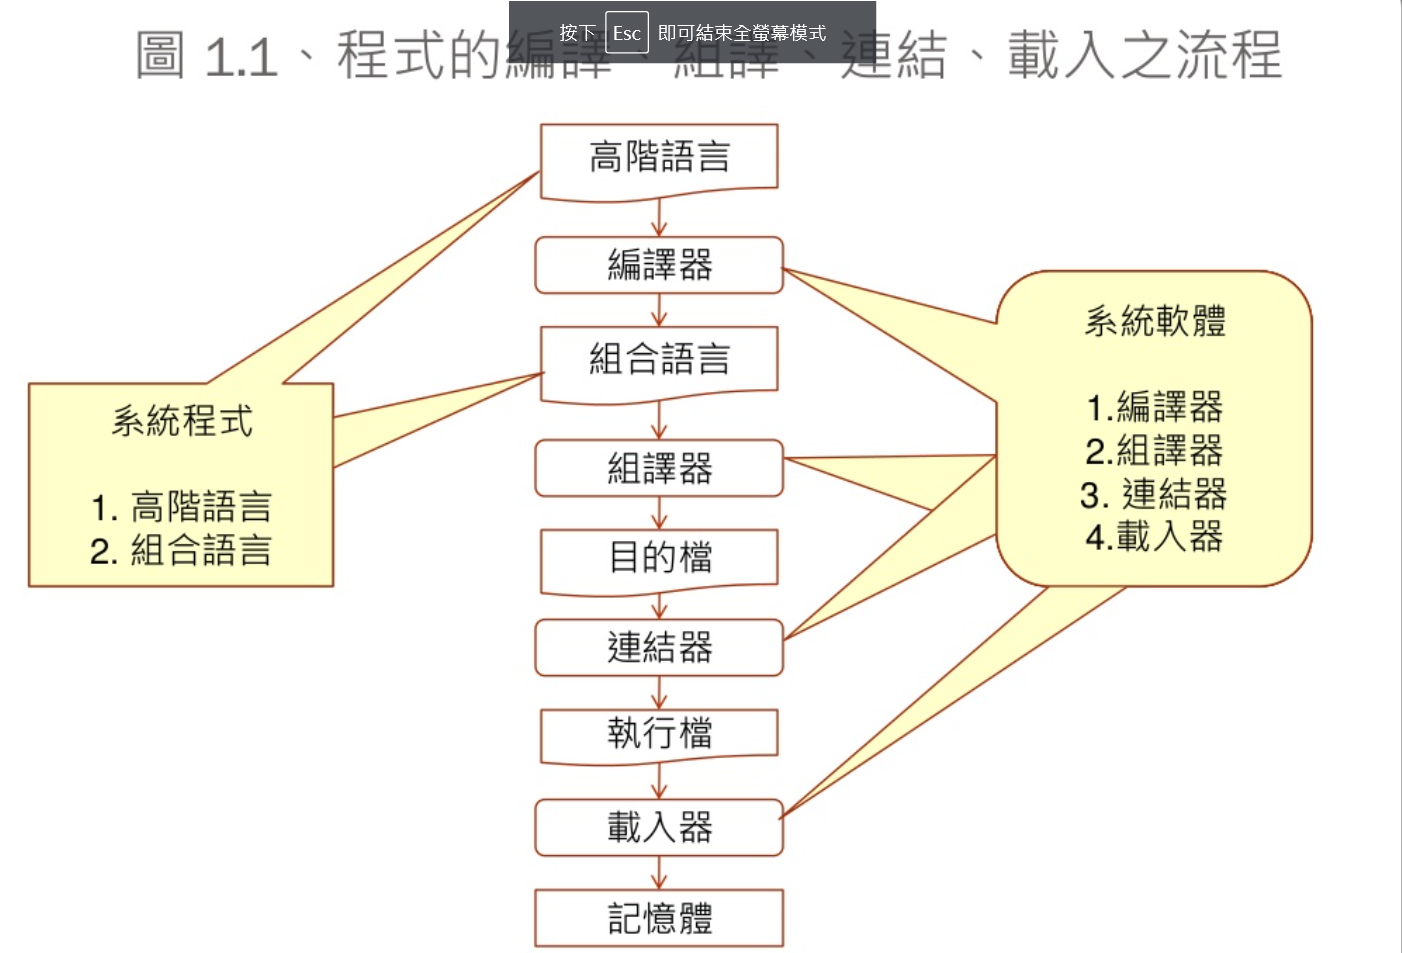 按下 Esc 即可結束全螢幕模式
圖 1.1、程式的編譯、組譯、連結、載入之流程
高階語言
編譯器
組合語言
組譯器
目的檔
連結器
執行檔
載入器
記憶體
系統程式
1. 高階語言
2. 組合語言
系統軟體
1.編譯器
2.組譯器
3. 連結器
4.載入器